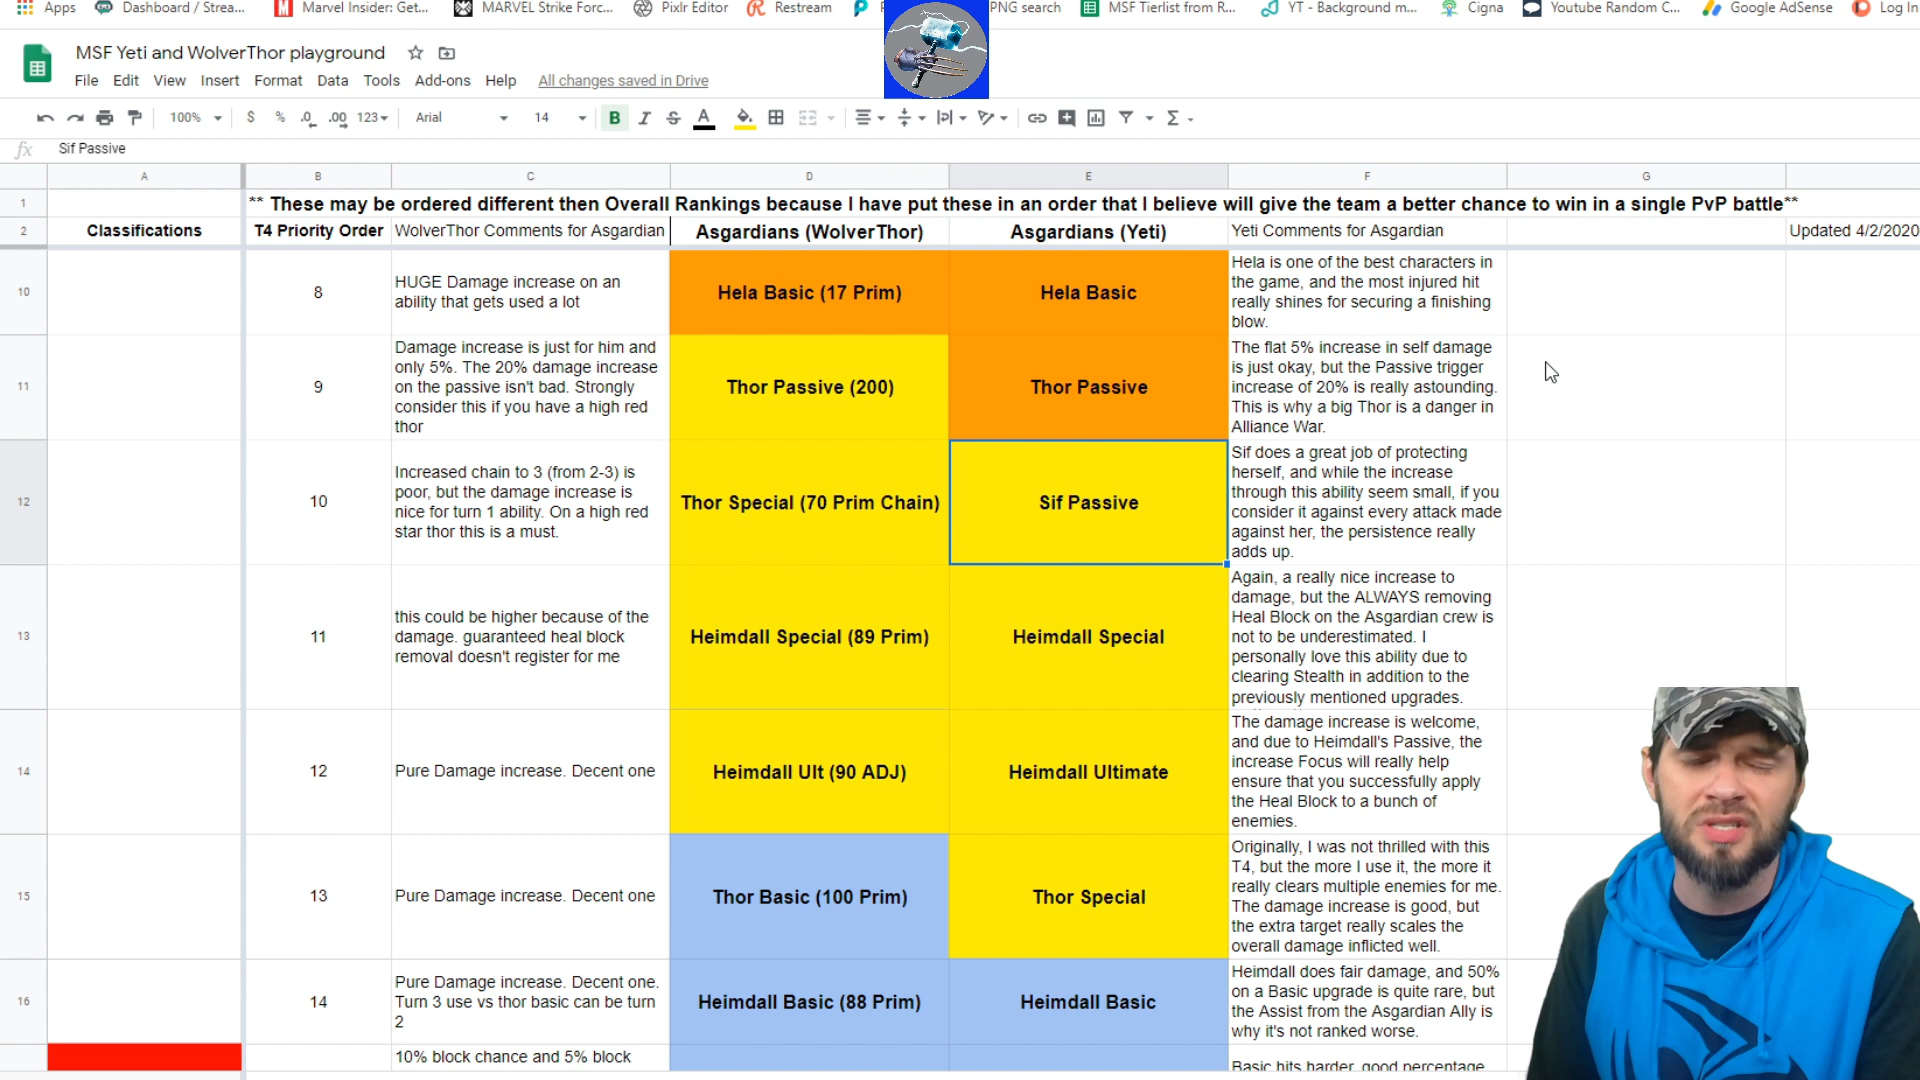 Apps
Dashboard / Strea...
Marvel Insider: Get...
MARVEL Strike Forc...
Pixlr Editor
Restream
PNG search
MSF Tierlist from R...
YT - Background m...
Cigna
Youtube Random C...
Google AdSense
Log In
MSF Yeti and WolverThor playground
File Edit View Insert Format Data Tools Add-ons Help All changes saved in Drive
100% $ % .0 .00 123 Arial 14 B I S A
fx Sif Passive
A B C D E F G
1 ** These may be ordered different then Overall Rankings because I have put these in an order that I believe will give the team a better chance to win in a single PvP battle**
2 Classifications T4 Priority Order WolverThor Comments for Asgardian Asgardians (WolverThor) Asgardians (Yeti) Yeti Comments for Asgardian Updated 4/2/2020
10
8
HUGE Damage increase on an
ability that gets used a lot
Hela Basic (17 Prim)
Hela Basic
Hela is one of the best characters in
the game, and the most injured hit
really shines for securing a finishing
blow.
11
9
Damage increase is just for him and
only 5%. The 20% damage increase
on the passive isn't bad. Strongly
consider this if you have a high red
thor
Thor Passive (200)
Thor Passive
The flat 5% increase in self damage
is just okay, but the Passive trigger
increase of 20% is really astounding.
This is why a big Thor is a danger in
Alliance War.
12
10
Increased chain to 3 (from 2-3) is
poor, but the damage increase is
nice for turn 1 ability. On a high red
star thor this is a must.
Thor Special (70 Prim Chain)
Sif Passive
Sif does a great job of protecting
herself, and while the increase
through this ability seem small, if you
consider it against every attack made
against her, the persistence really
adds up.
13
11
this could be higher because of the
damage. guaranteed heal block
removal doesn't register for me
Heimdall Special (89 Prim)
Heimdall Special
Again, a really nice increase to
damage, but the ALWAYS removing
Heal Block on the Asgardian crew is
not to be underestimated. I
personally love this ability due to
clearing Stealth in addition to the
previously mentioned upgrades.
14
12
Pure Damage increase. Decent one
Heimdall Ult (90 ADJ)
Heimdall Ultimate
The damage increase is welcome,
and due to Heimdall's Passive, the
increase Focus will really help
ensure that you successfully apply
the Heal Block to a bunch of
enemies.
15
13
Pure Damage increase. Decent one
Thor Basic (100 Prim)
Thor Special
Originally, I was not thrilled with this
T4, but the more I use it, the more it
really clears multiple enemies for me.
The damage increase is good, but
the extra target really scales the
overall damage inflicted well.
16
14
Pure Damage increase. Decent one.
Turn 3 use vs thor basic can be turn
2
Heimdall Basic (88 Prim)
Heimdall Basic
Heimdall does fair damage, and 50%
on a Basic upgrade is quite rare, but
the Assist from the Asgardian Ally is
why it's not ranked worse.
10% block chance and 5% block
Basic hits harder, good percentage